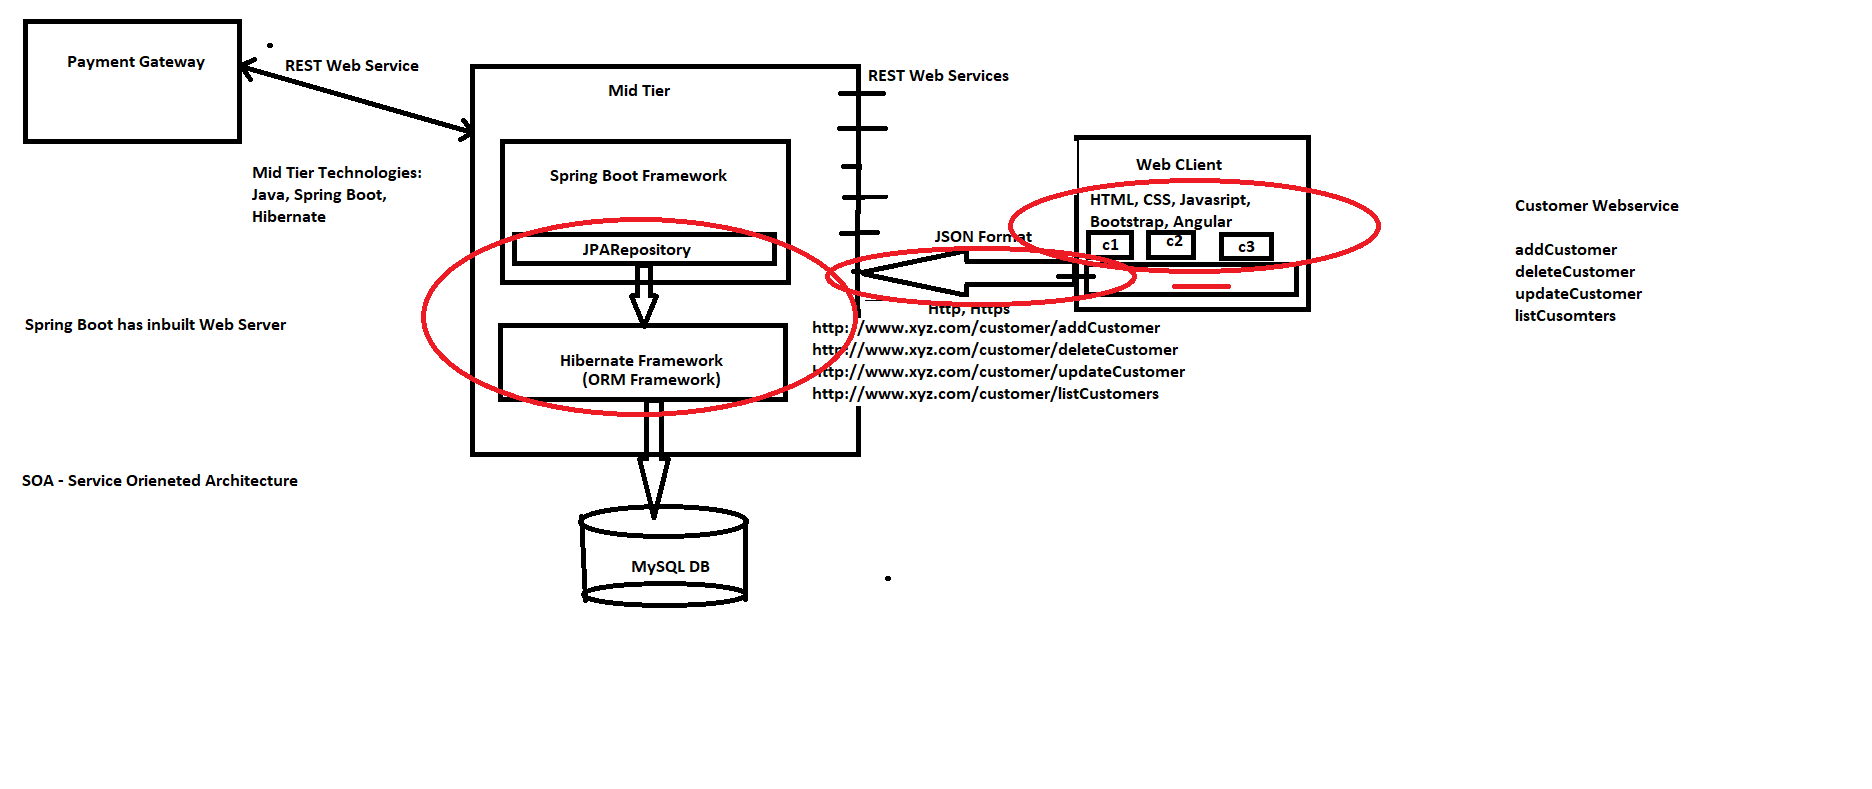 Payment Gateway
REST Web Service
Mid Tier Technologies:
Java, Spring Boot,
Hibernate
Spring Boot has inbuilt Web Server
SOA - Service Orieneted Architecture
Mid Tier
Spring Boot Framework
JPARepository
Hibernate Framework
(ORM Framework)
MySQL DB
REST Web Services
JSON Format
Http, Https
http://www.xyz.com/customer/addCustomer
http://www.xyz.com/customer/deleteCustomer
http://www.xyz.com/customer/updateCustomer
http://www.xyz.com/customer/listCustomers
Web CLient
HTML, CSS, Javasript,
Bootstrap, Angular
c1
c2
c3
Customer Webservice
addCustomer
deleteCustomer
updateCustomer
listCusomters